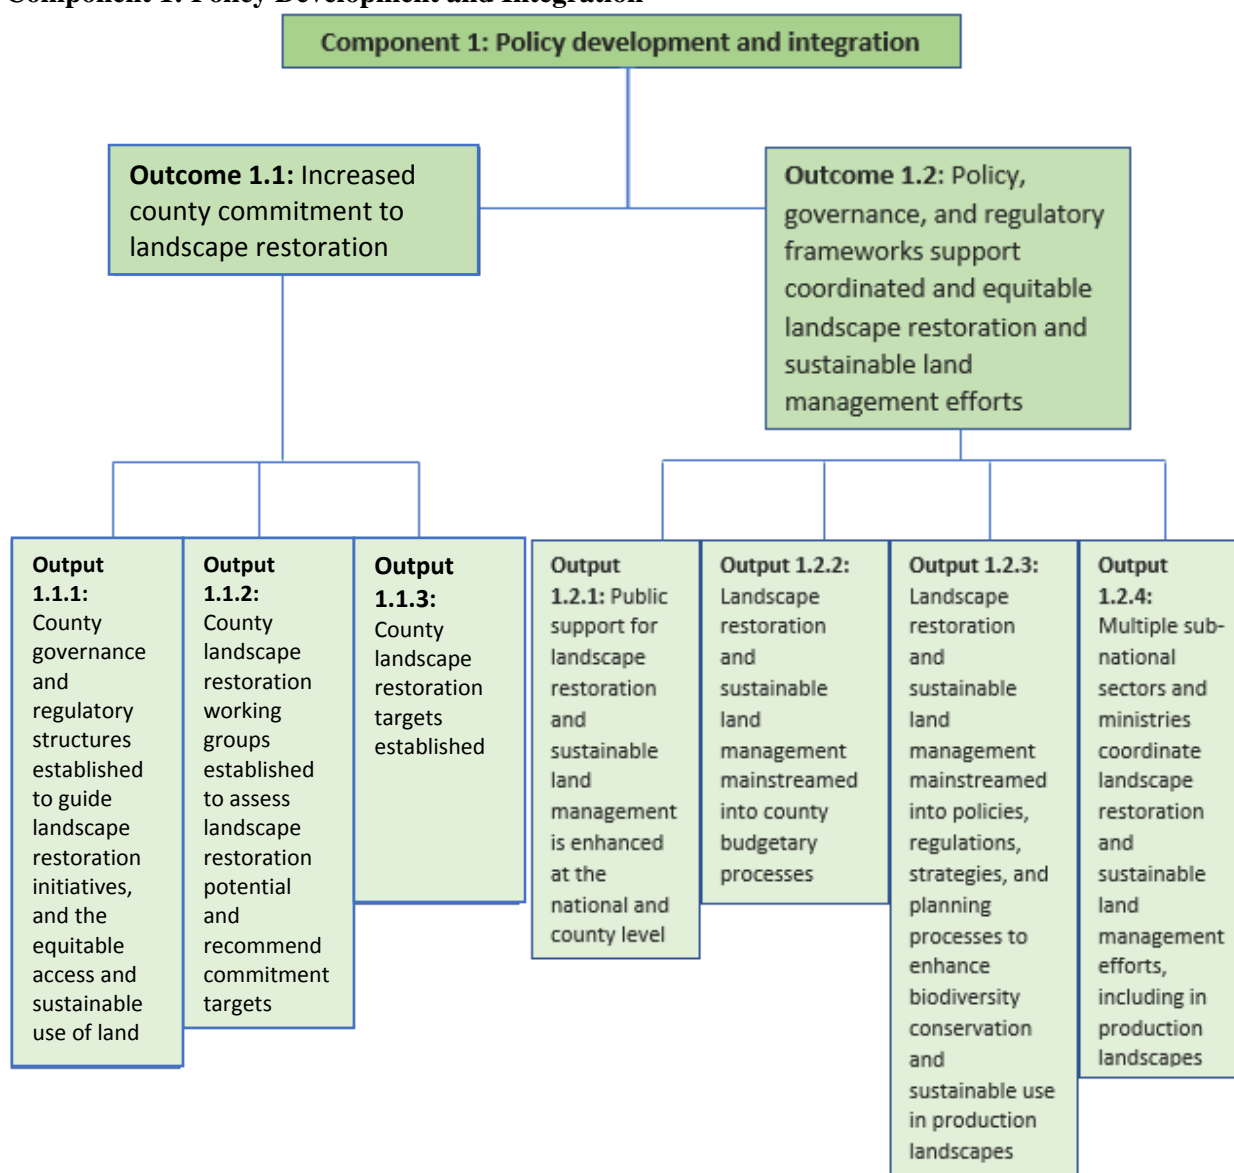 Component 1: Policy Development and Integration
Component 1: Policy development and integration
Outcome 1.1: Increased
county commitment to
landscape restoration
Outcome 1.2: Policy,
governance, and regulatory
frameworks support
coordinated and equitable
landscape restoration and
sustainable land
management efforts
Output
1.1.1:
County
governance
and
regulatory
structures
established
to guide
landscape
restoration
initiatives,
and the
equitable
access and
sustainable
use of land
Output
1.1.2:
County
landscape
restoration
working
groups
established
to assess
landscape
restoration
potential
and
recommend
commitment
targets
Output
1.1.3:
County
landscape
restoration
targets
established
Output
1.2.1: Public
support for
landscape
restoration
and
sustainable
land
management
is enhanced
at the
national and
county level
Output 1.2.2:
Landscape
restoration
and
sustainable
land
management
mainstreamed
into county
budgetary
processes
Output 1.2.3:
Landscape
restoration
and
sustainable
land
management
mainstreamed
into policies,
regulations,
strategies, and
planning
processes to
enhance
biodiversity
conservation
and
sustainable use
in production
landscapes
Output
1.2.4:
Multiple sub-
national
sectors and
ministries
coordinate
landscape
restoration
and
sustainable
land
management
efforts,
including in
production
landscapes